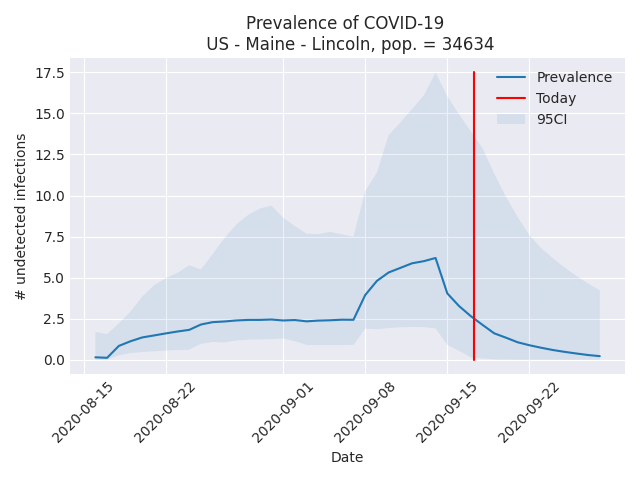 Prevalence of COVID-19
US - Maine - Lincoln, pop. = 34634
17.5
15.0
12.5
10.0
7.5
5.0
2.5
0.0
# undetected infections
Prevalence
Today
95CI
2020-08-15
2020-08-22
2020-09-01
2020-09-08
2020-09-15
2020-09-22
Date